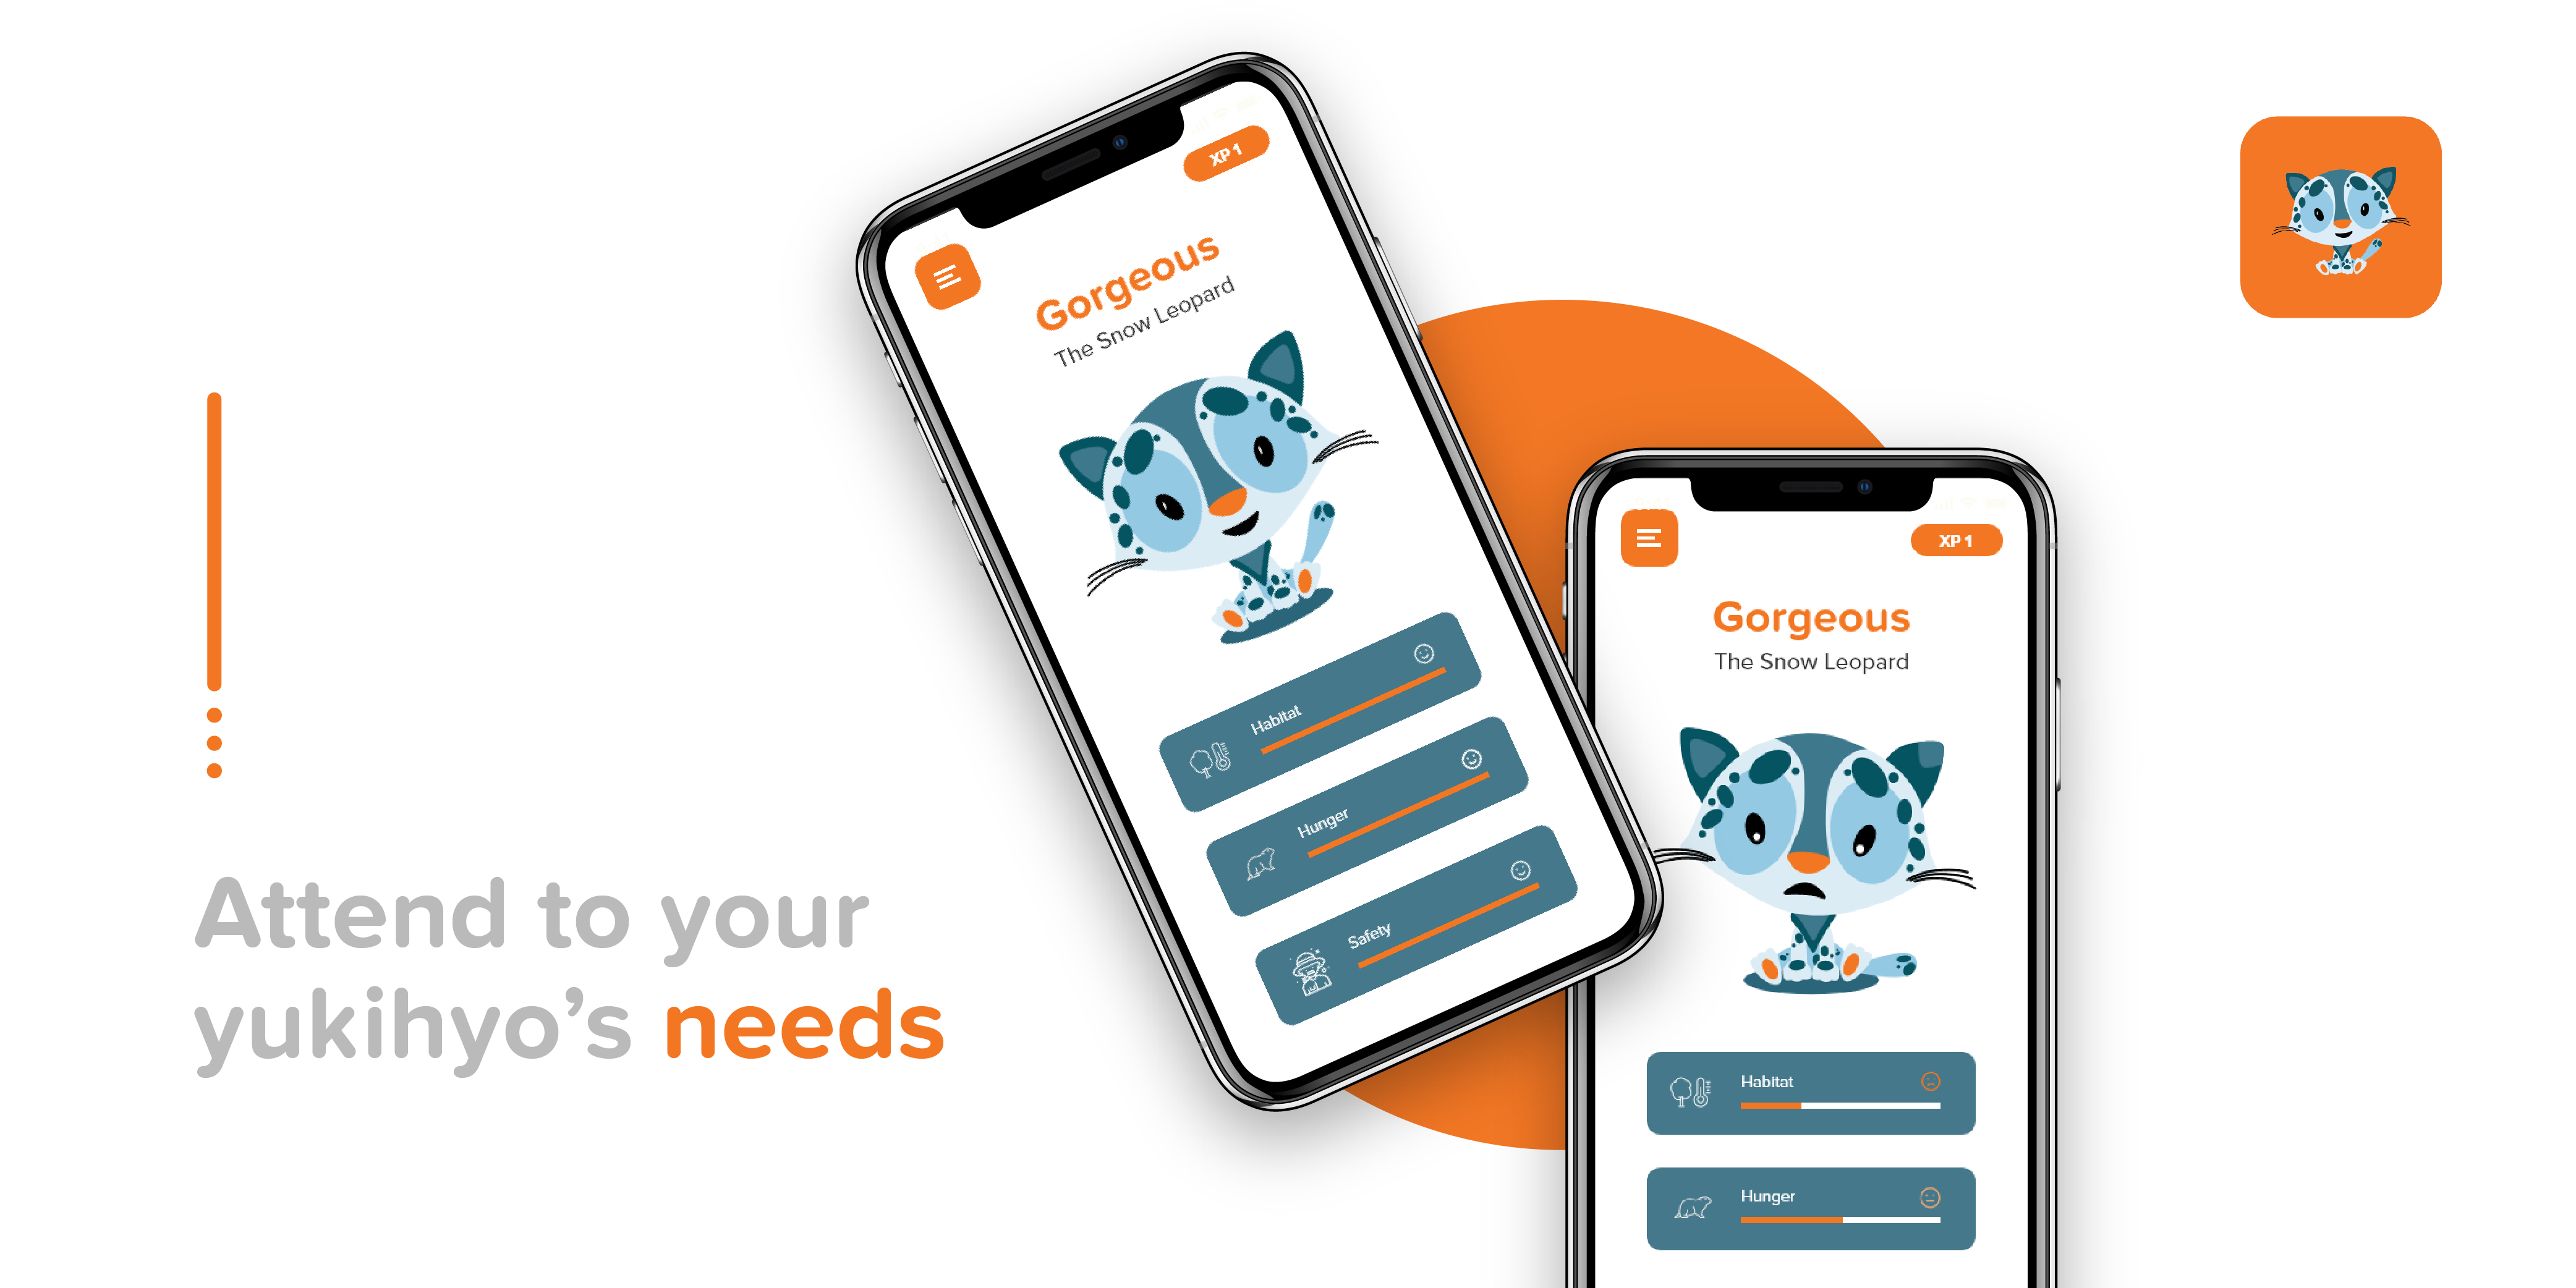 Attend to your
yukihyo’s needs
XP 1
Gorgeous
The Snow Leopard
Habitat
Hunger
Safety
XP 1
Gorgeous
The Snow Leopard
Habitat
Hunger